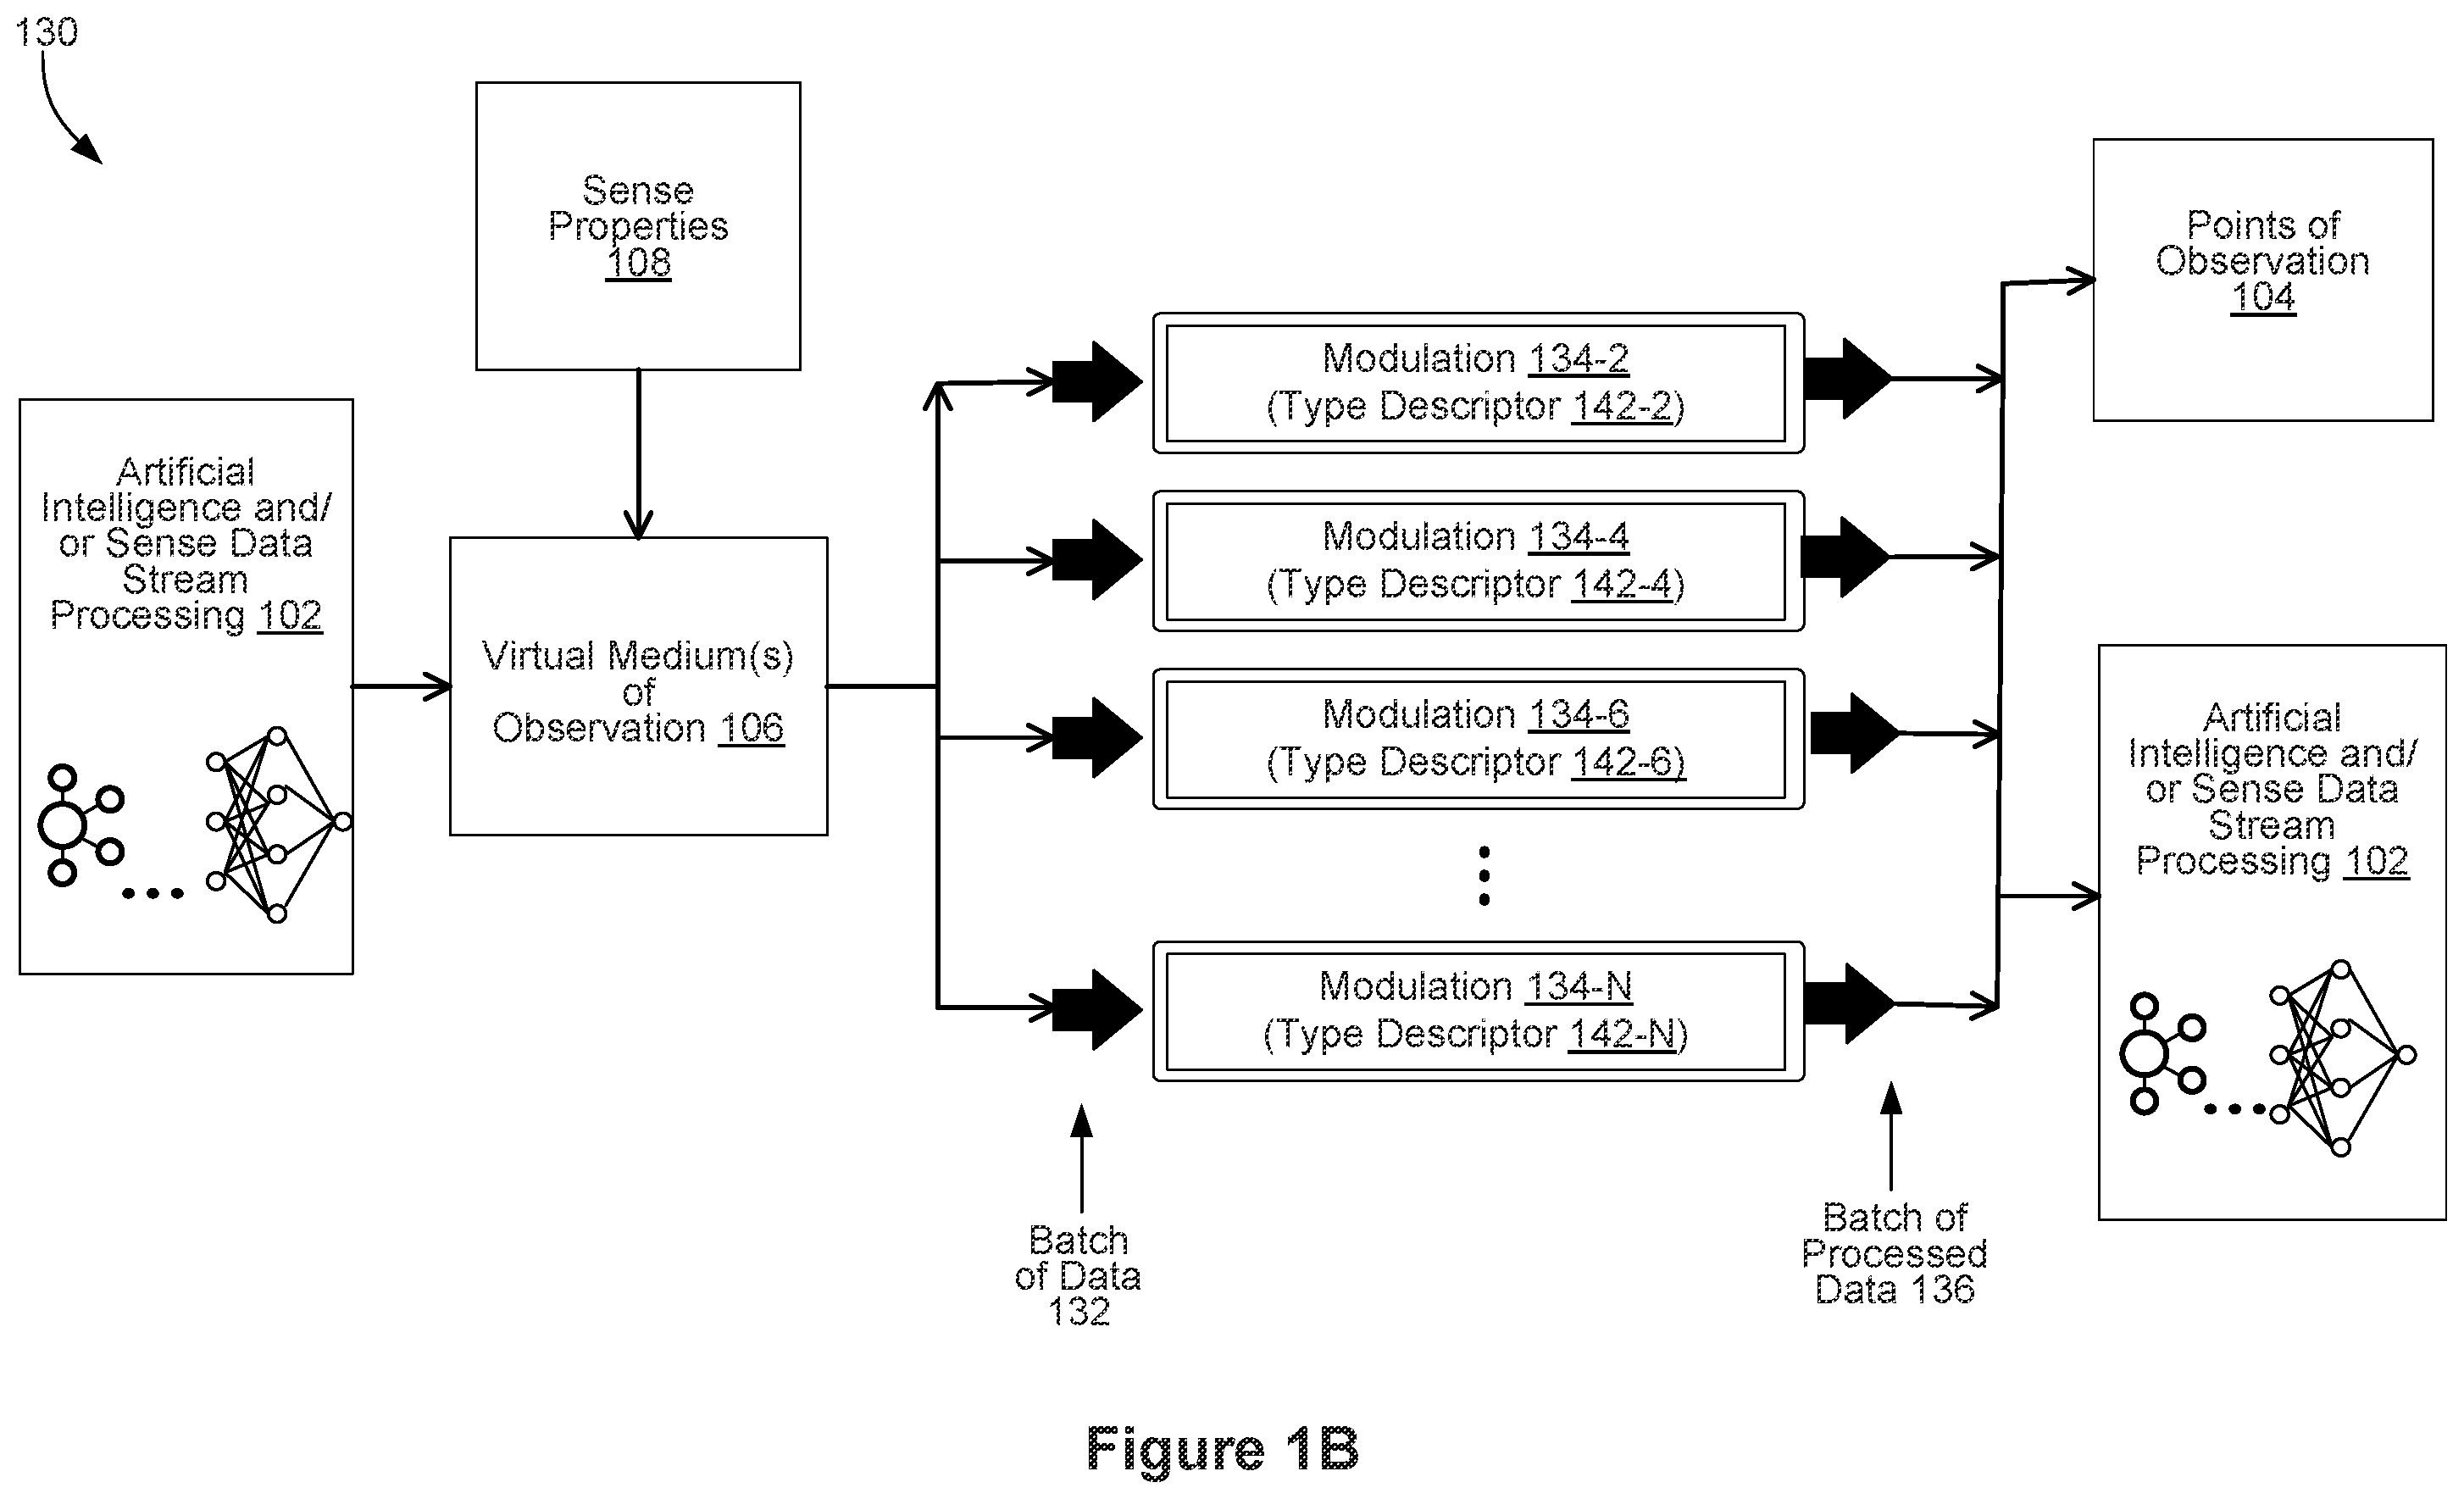 130
Sense
Properties
108
Points of
Observation
104
Artificial
Intelligence and/
or Sense Data
Stream
Processing 102
Virtual Medium(s)
of
Observation 106
Modulation 134-2
(Type Descriptor 142-2)
Modulation 134-4
(Type Descriptor 142-4)
Modulation 134-6
(Type Descriptor 142-6)
Modulation 134-N
(Type Descriptor 142-N)
Artificial
Intelligence and/
or Sense Data
Stream
Processing 102
Batch
of Data
132
Batch of
Processed
Data 136
Figure 1B